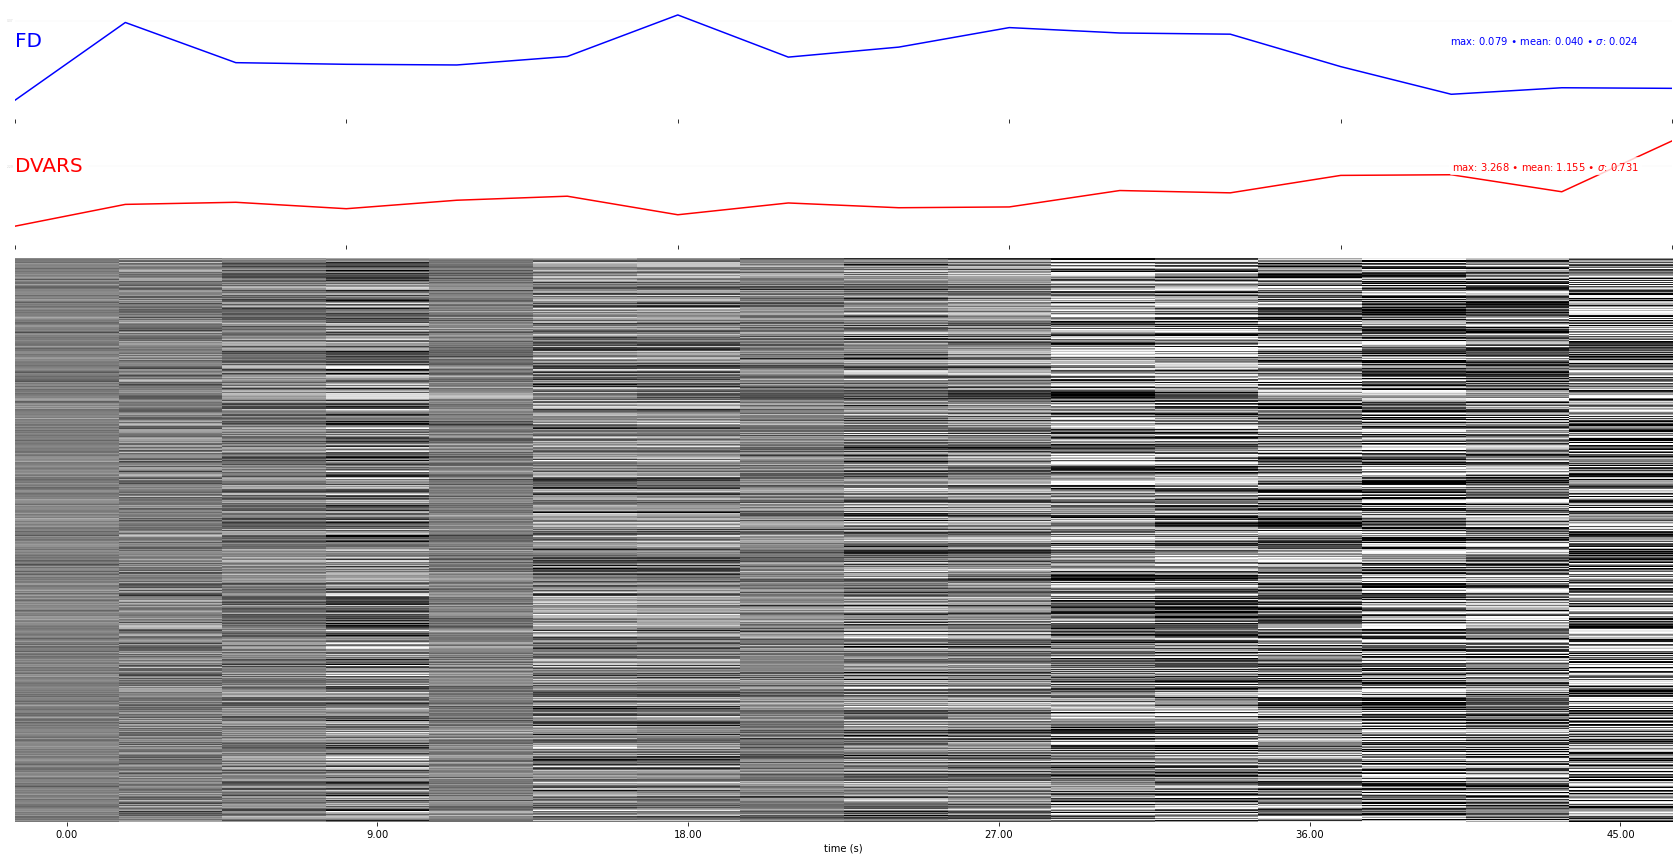 FD
max: 0.079 • mean: 0.040 • σ: 0.024
DVARS
max: 3.268 • mean: 1.155 • σ: 0.731
0.00 9.00 18.00 27.00 36.00 45.00
time (s)